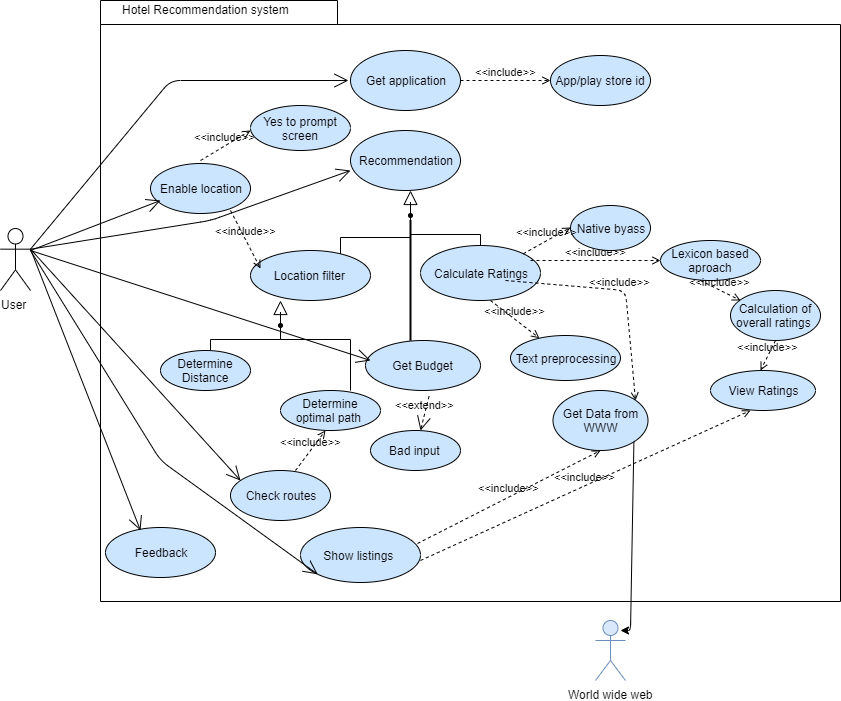 Hotel Recommendation system
Get application
<<include>>
App/play store id
Yes to prompt
screen
<<include>>
Recommendation
Enable location
<<include>>
Native byass
<<include>>
<<include>>
Lexicon based
aproach
Location filter
Calculate Ratings
<<include>>
<<include>>
User
<<include>>
Calculation of
overall ratings
<<include>>
Text preprocessing
Determine
Distance
Get Budget
View Ratings
Determine
optimal path
<<extend>>
Get Data from
WWW
<<include>>
Bad input
<<include>>
<<include>>
Check routes
Feedback
Show listings
World wide web